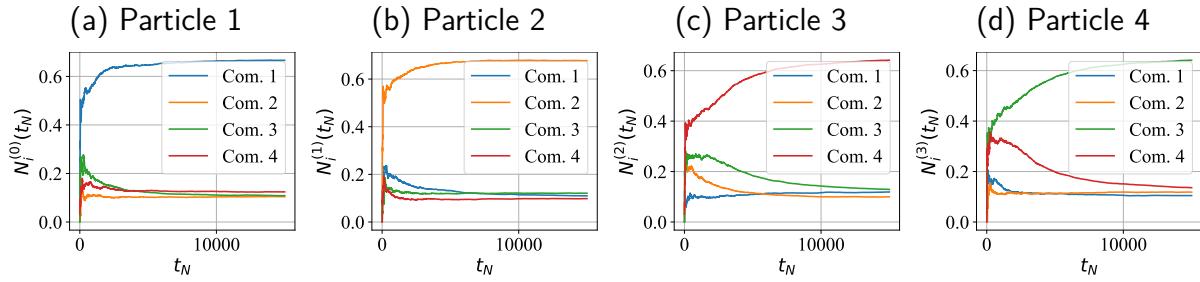 (a) Particle 1
(b) Particle 2
(c) Particle 3
(d) Particle 4
N_i^{(0)}(t_N)
0.6
0.4
0.2
0.0
Com. 1
Com. 2
Com. 3
Com. 4
0
10000
t_N
N_i^{(1)}(t_N)
0.6
0.4
0.2
0.0
Com. 1
Com. 2
Com. 3
Com. 4
0
10000
t_N
N_i^{(2)}(t_N)
0.6
0.4
0.2
0.0
Com. 1
Com. 2
Com. 3
Com. 4
0
10000
t_N
N_i^{(3)}(t_N)
0.6
0.4
0.2
0.0
Com. 1
Com. 2
Com. 3
Com. 4
0
10000
t_N